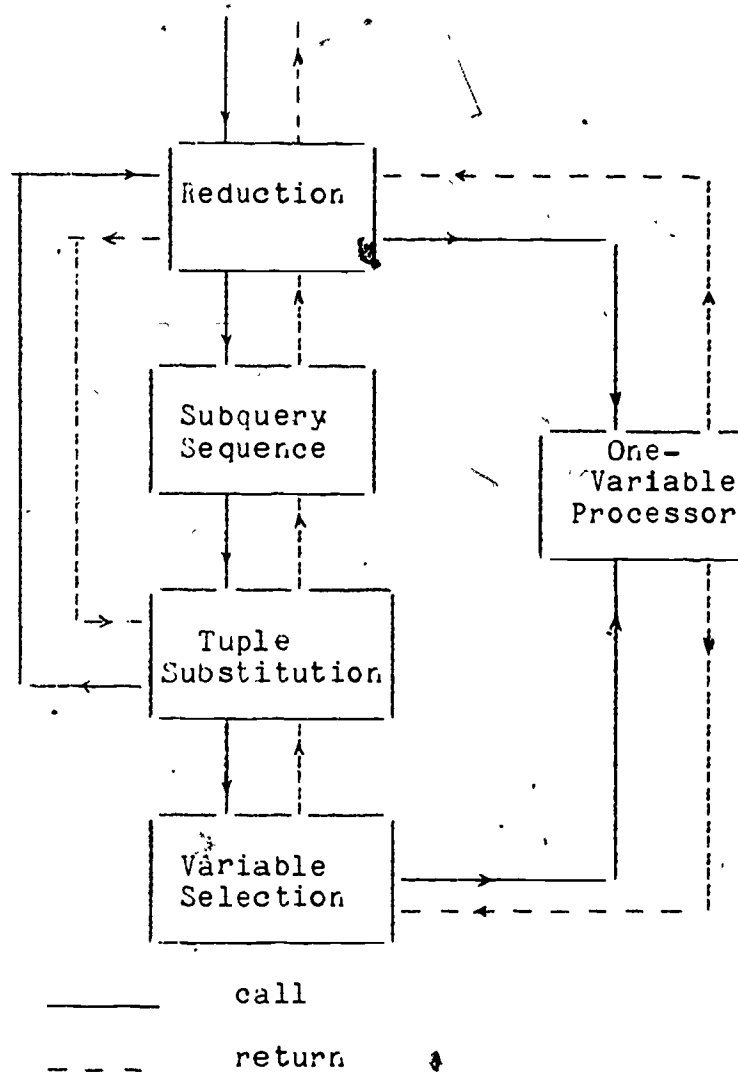 Reduction
Subquery
Sequence
One-
Variable
Processor
Tuple
Substitution
Variable
Selection
call
return